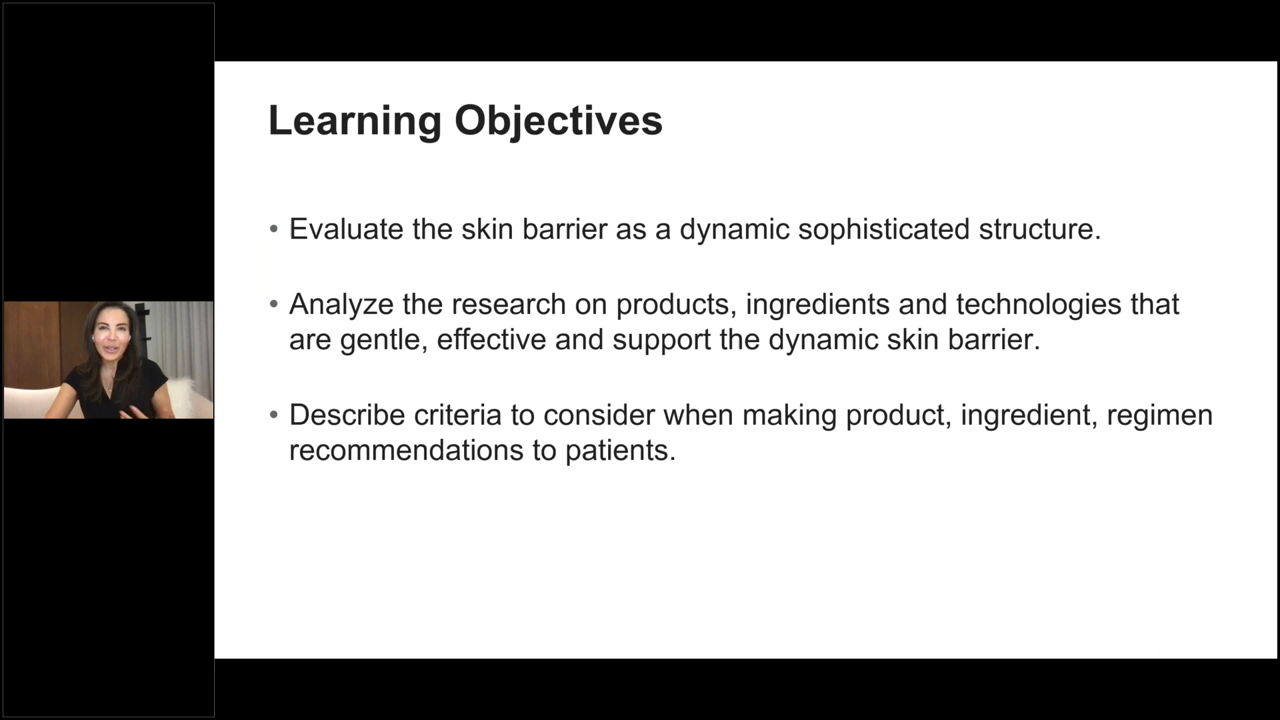 Learning Objectives
• Evaluate the skin barrier as a dynamic sophisticated structure.
• Analyze the research on products, ingredients and technologies that
are gentle, effective and support the dynamic skin barrier.
• Describe criteria to consider when making product, ingredient, regimen
recommendations to patients.